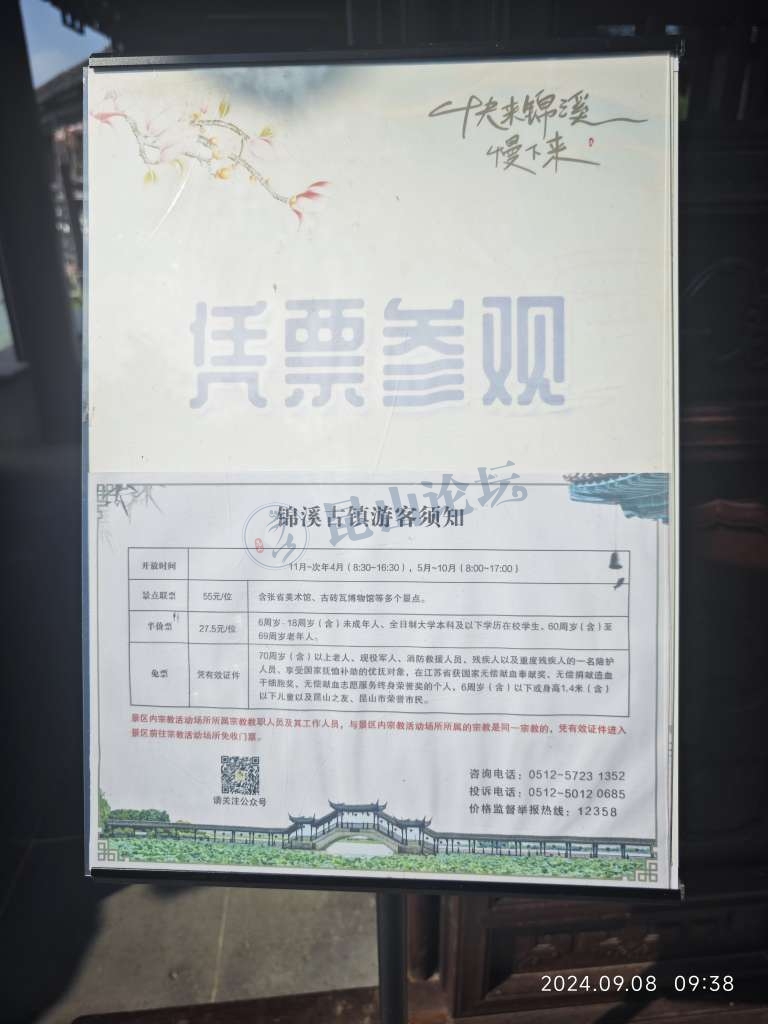 快来锦溪
慢下来
凭票参观
昆山论坛
锦溪古镇游客须知
开放时间
11月~次年4月（8:30~16:30），5月~10月（8:00~17:00）
景点联票 55元/位 含张省美术馆、古砖瓦博物馆等多个景点。
半价票 27.5元/位 6周岁-18周岁（含）未成年人、全日制大学本科及以下学历在校学生、60周岁（含）至
69周岁老年人。
免票 凭有效证件 70周岁（含）以上老人、现役军人、消防救援人员、残疾人以及重度残疾人的一名陪护
人员、享受国家抚恤补助的优抚对象，在江苏省获国家无偿献血奉献奖、无偿捐献造血
干细胞奖、无偿献血志愿服务终身荣誉奖的个人、6周岁（含）以下或身高1.4米（含）
以下儿童以及昆山之友、昆山市荣誉市民。
景区内宗教活动场所所属宗教教职人员及其工作人员，与景区内宗教活动场所所属的宗教是同一宗教的，凭有效证件进入
景区前往宗教活动场所免收门票。
请关注公众号
咨询电话：0512-5723 1352
投诉电话：0512-5012 0685
价格监督举报热线：12358
2024.09.08 09:38